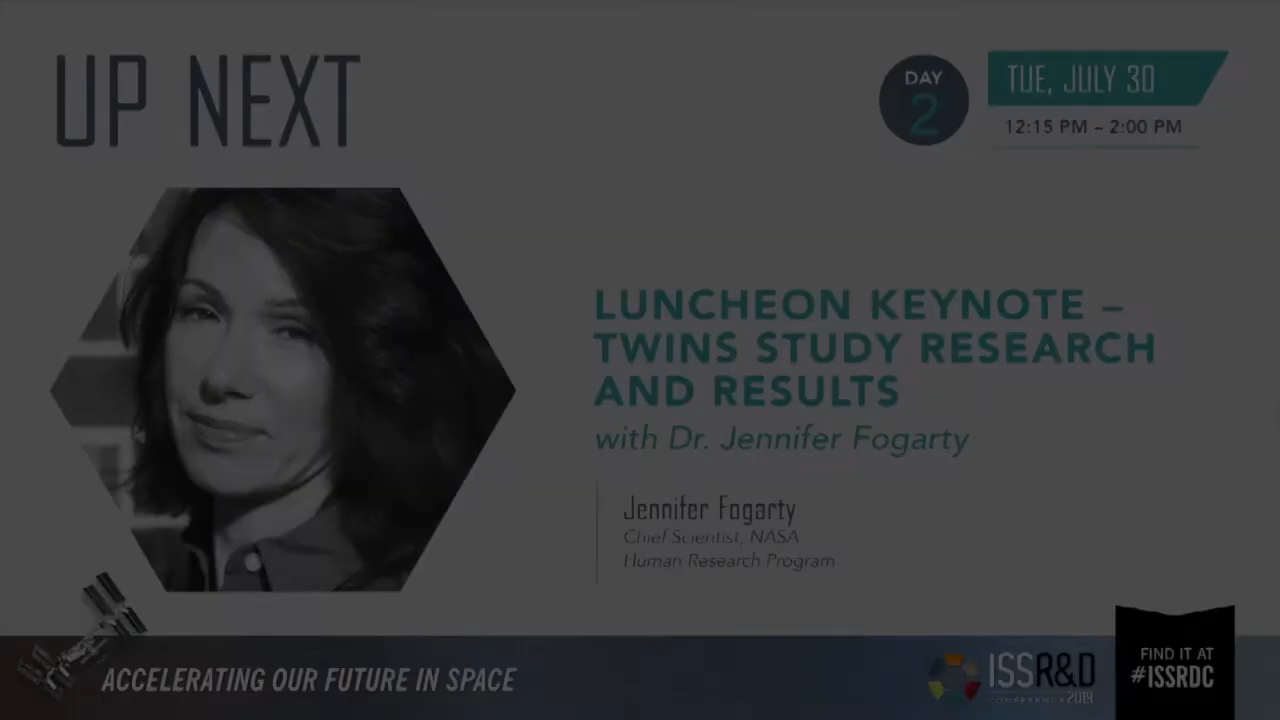 UP NEXT
DAY
2
TUE, JULY 30
12:15 PM – 2:00 PM
LUNCHEON KEYNOTE –
TWINS STUDY RESEARCH
AND RESULTS
with Dr. Jennifer Fogarty
Jennifer Fogarty
Chief Scientist, NASA
Human Research Program
ACCELERATING OUR FUTURE IN SPACE
ISSR&D
CONFERENCE 2019
FIND IT AT
#ISSRDC